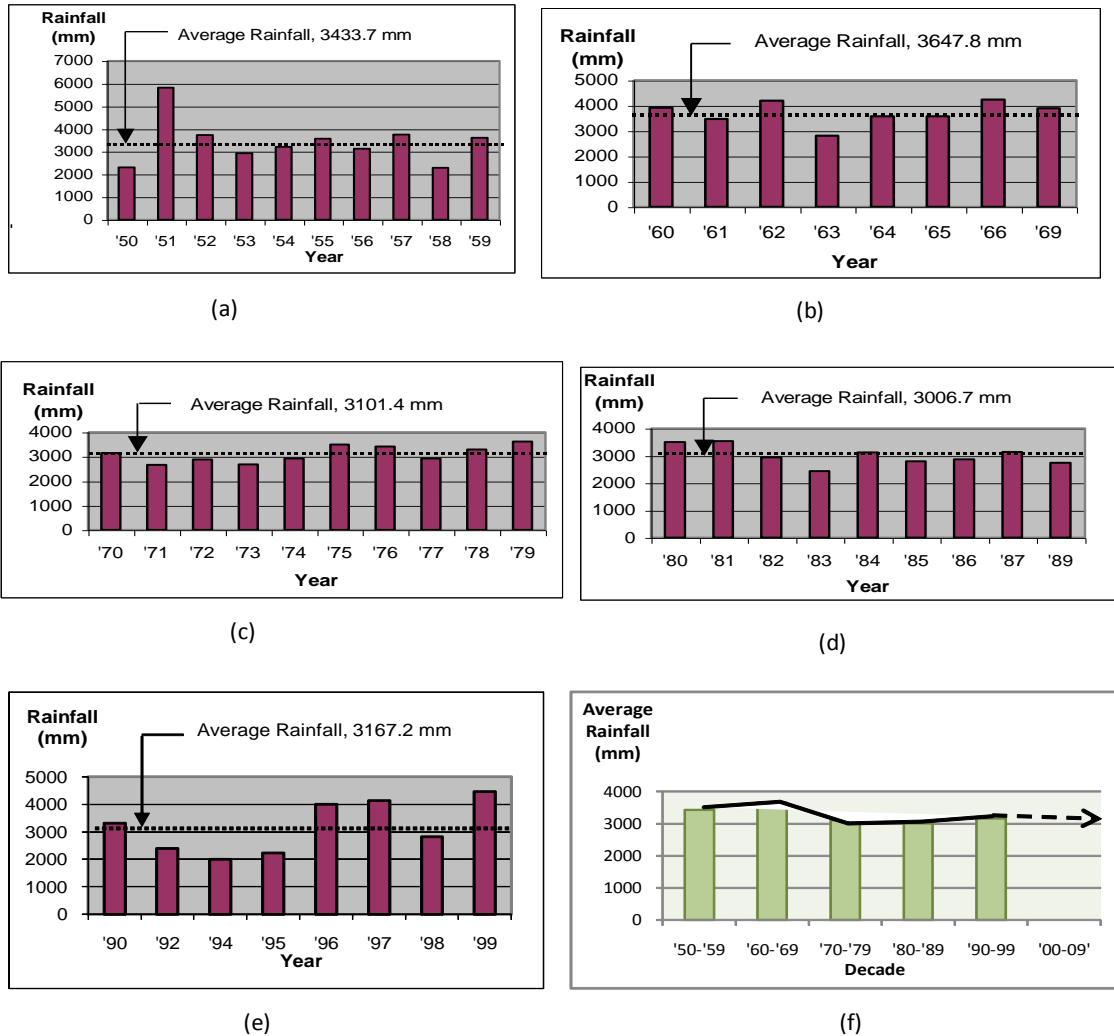 Rainfall
(mm)
Average Rainfall, 3433.7 mm
7000
6000
5000
4000
3000
2000
1000
0
'50 '51 '52 '53 '54 '55 '56 '57 '58 '59
Year
(a)
Rainfall
(mm)
Average Rainfall, 3647.8 mm
5000
4000
3000
2000
1000
0
'60 '61 '62 '63 '64 '65 '66 '69
Year
(b)
Rainfall
(mm)
Average Rainfall, 3101.4 mm
4000
3000
2000
1000
0
'70 '71 '72 '73 '74 '75 '76 '77 '78 '79
Year
(c)
Rainfall
(mm)
Average Rainfall, 3006.7 mm
4000
3000
2000
1000
0
'80 '81 '82 '83 '84 '85 '86 '87 '89
Year
(d)
Rainfall
(mm)
Average Rainfall, 3167.2 mm
5000
4000
3000
2000
1000
0
'90 '92 '94 '95 '96 '97 '98 '99
Year
(e)
Average
Rainfall
(mm)
4000
3000
2000
1000
0
'50-'59 '60-'69 '70-'79 '80-'89 '90-99 '00-09'
Decade
(f)